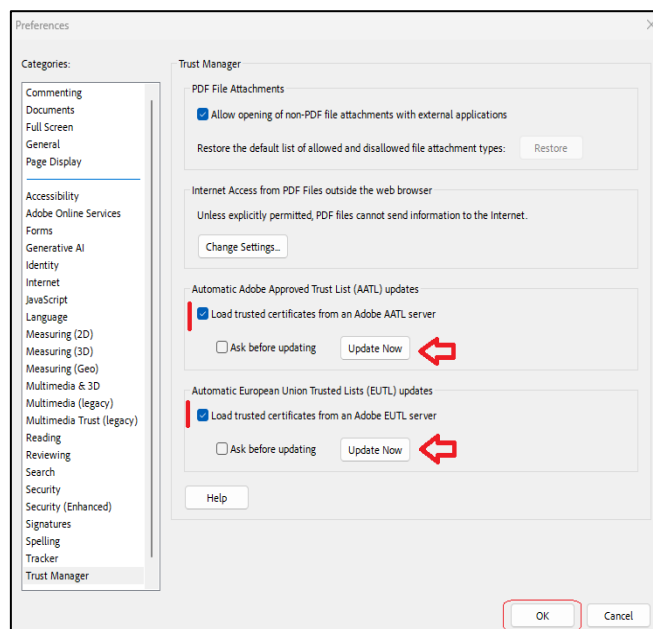 Preferences
Categories:
Commenting
Documents
Full Screen
General
Page Display
Accessibility
Adobe Online Services
Forms
Generative AI
Identity
Internet
JavaScript
Language
Measuring (2D)
Measuring (3D)
Measuring (Geo)
Multimedia & 3D
Multimedia (legacy)
Multimedia Trust (legacy)
Reading
Reviewing
Search
Security
Security (Enhanced)
Signatures
Spelling
Tracker
Trust Manager
Trust Manager
PDF File Attachments
Allow opening of non-PDF file attachments with external applications
Restore the default list of allowed and disallowed file attachment types: Restore
Internet Access from PDF Files outside the web browser
Unless explicitly permitted, PDF files cannot send information to the Internet.
Change Settings...
Automatic Adobe Approved Trust List (AATL) updates
Load trusted certificates from an Adobe AATL server
Ask before updating Update Now
Automatic European Union Trusted Lists (EUTL) updates
Load trusted certificates from an Adobe EUTL server
Ask before updating Update Now
Help
OK Cancel